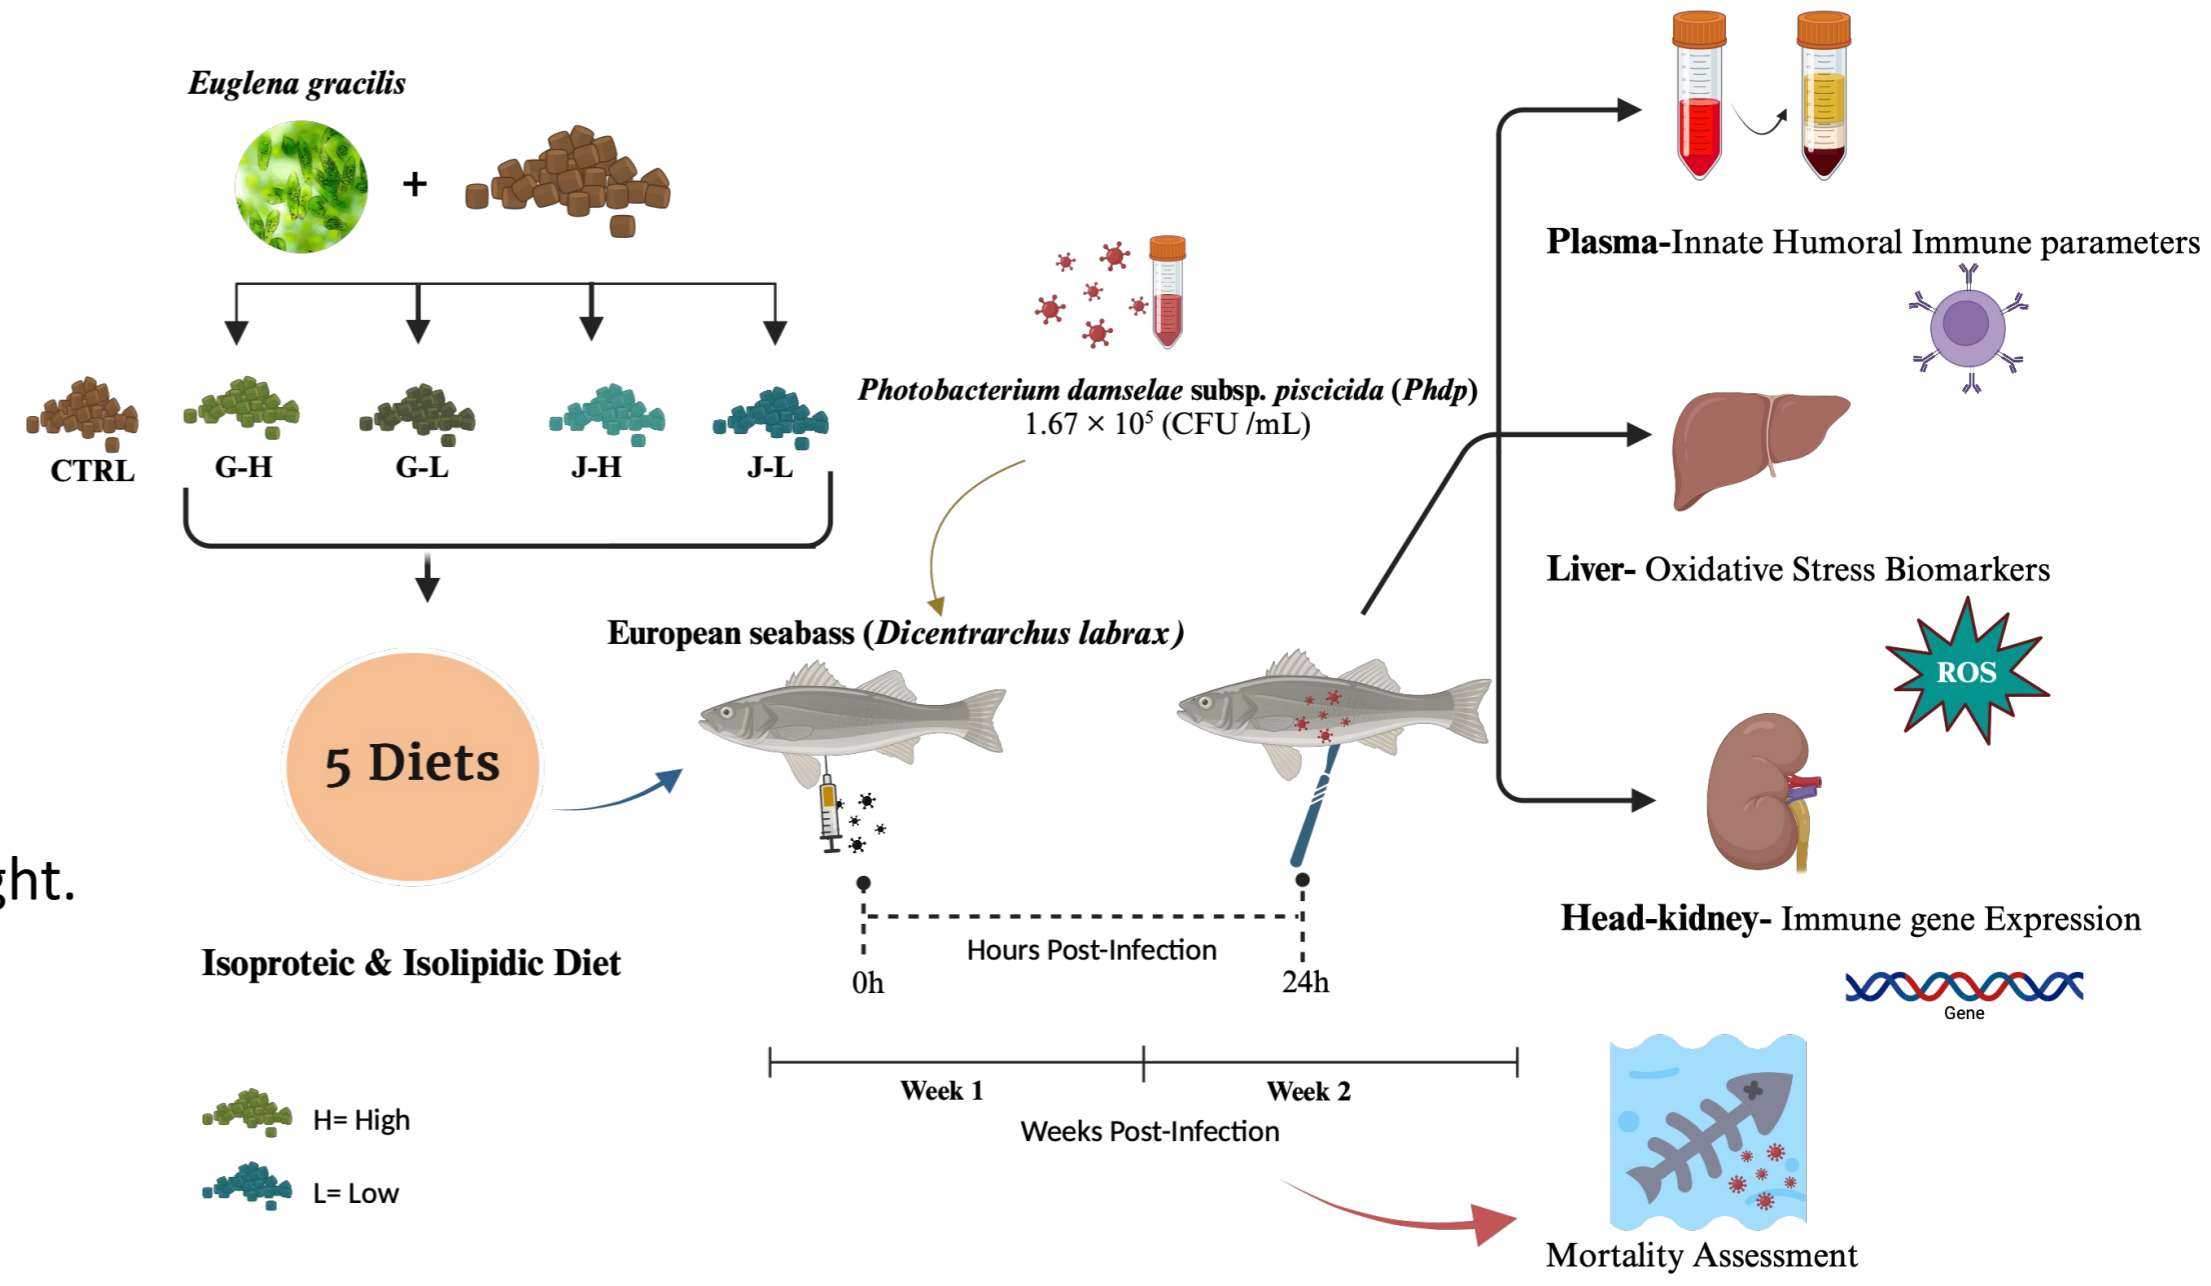 Euglena gracilis
+
CTRL
G-H
G-L
J-H
J-L
Photobacterium damselae subsp. piscicida (Phdp)
1.67 × 10⁵ (CFU /mL)
5 Diets
Isoproteic & Isolipidic Diet
H= High
L= Low
European seabass (Dicentrarchus labrax)
Hours Post-Infection
0h
24h
Week 1
Week 2
Weeks Post-Infection
Plasma-Innate Humoral Immune parameters
Liver- Oxidative Stress Biomarkers
ROS
Head-kidney- Immune gene Expression
Gene
Mortality Assessment
ght.